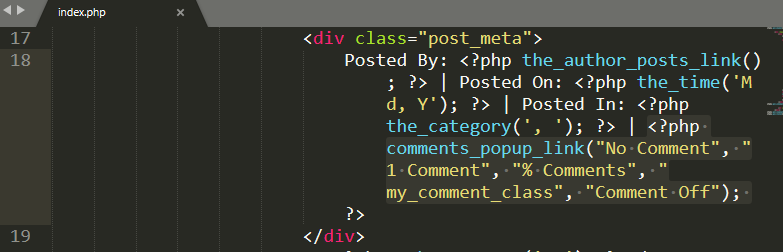 index.php ×
17 <div class="post_meta">
18 Posted By: <?php the_author_posts_link()
; ?> | Posted On: <?php the_time('M
d, Y'); ?> | Posted In: <?php
the_category(', '); ?> | <?php
comments_popup_link("No Comment", "
1 Comment", "% Comments", "
my_comment_class", "Comment Off");
?>
19 </div>